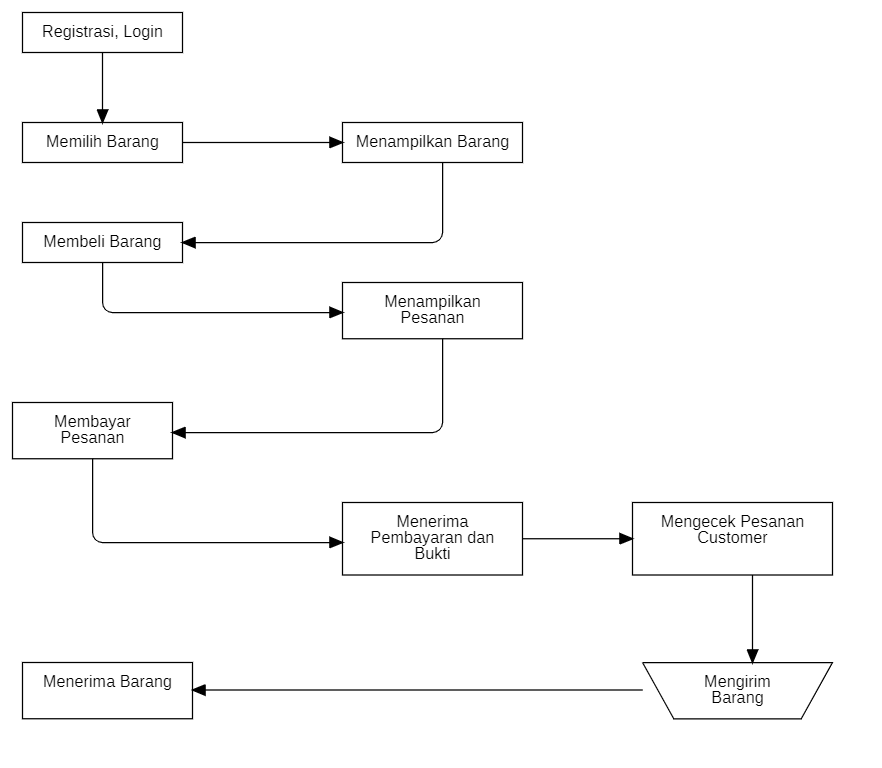 Registrasi, Login
Memilih Barang
Menampilkan Barang
Membeli Barang
Menampilkan
Pesanan
Membayar
Pesanan
Menerima
Pembayaran dan
Bukti
Mengecek Pesanan
Customer
Mengirim
Barang
Menerima Barang